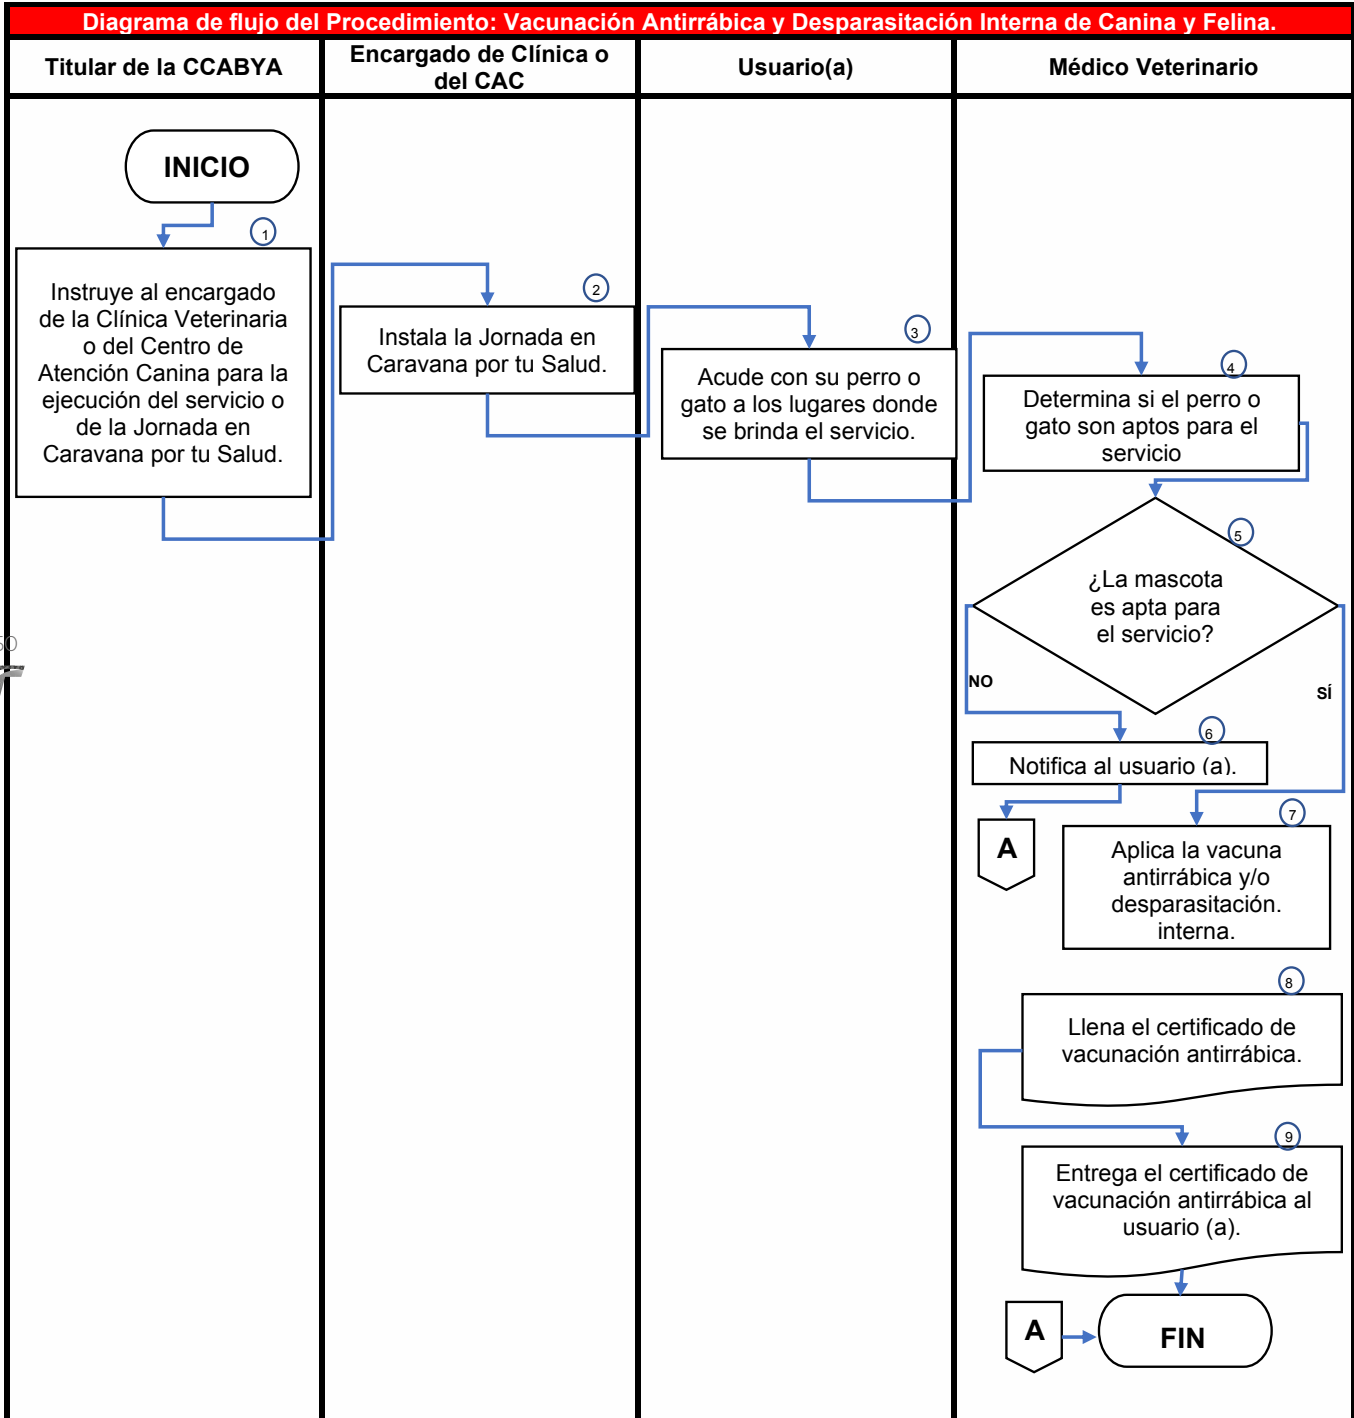 Diagrama de flujo del Procedimiento: Vacunación Antirrábica y Desparasitación Interna de Canina y Felina.
Titular de la CCABYA
Encargado de Clínica o
del CAC
Usuario(a)
Médico Veterinario
INICIO
1
Instruye al encargado
de la Clínica Veterinaria
o del Centro de
Atención Canina para la
ejecución del servicio o
de la Jornada en
Caravana por tu Salud.
2
Instala la Jornada en
Caravana por tu Salud.
3
Acude con su perro o
gato a los lugares donde
se brinda el servicio.
4
Determina si el perro o
gato son aptos para el
servicio
5
¿La mascota
es apta para
el servicio?
NO
SÍ
6
Notifica al usuario (a).
A
7
Aplica la vacuna
antirrábica y/o
desparasitación.
interna.
8
Llena el certificado de
vacunación antirrábica.
9
Entrega el certificado de
vacunación antirrábica al
usuario (a).
A
FIN